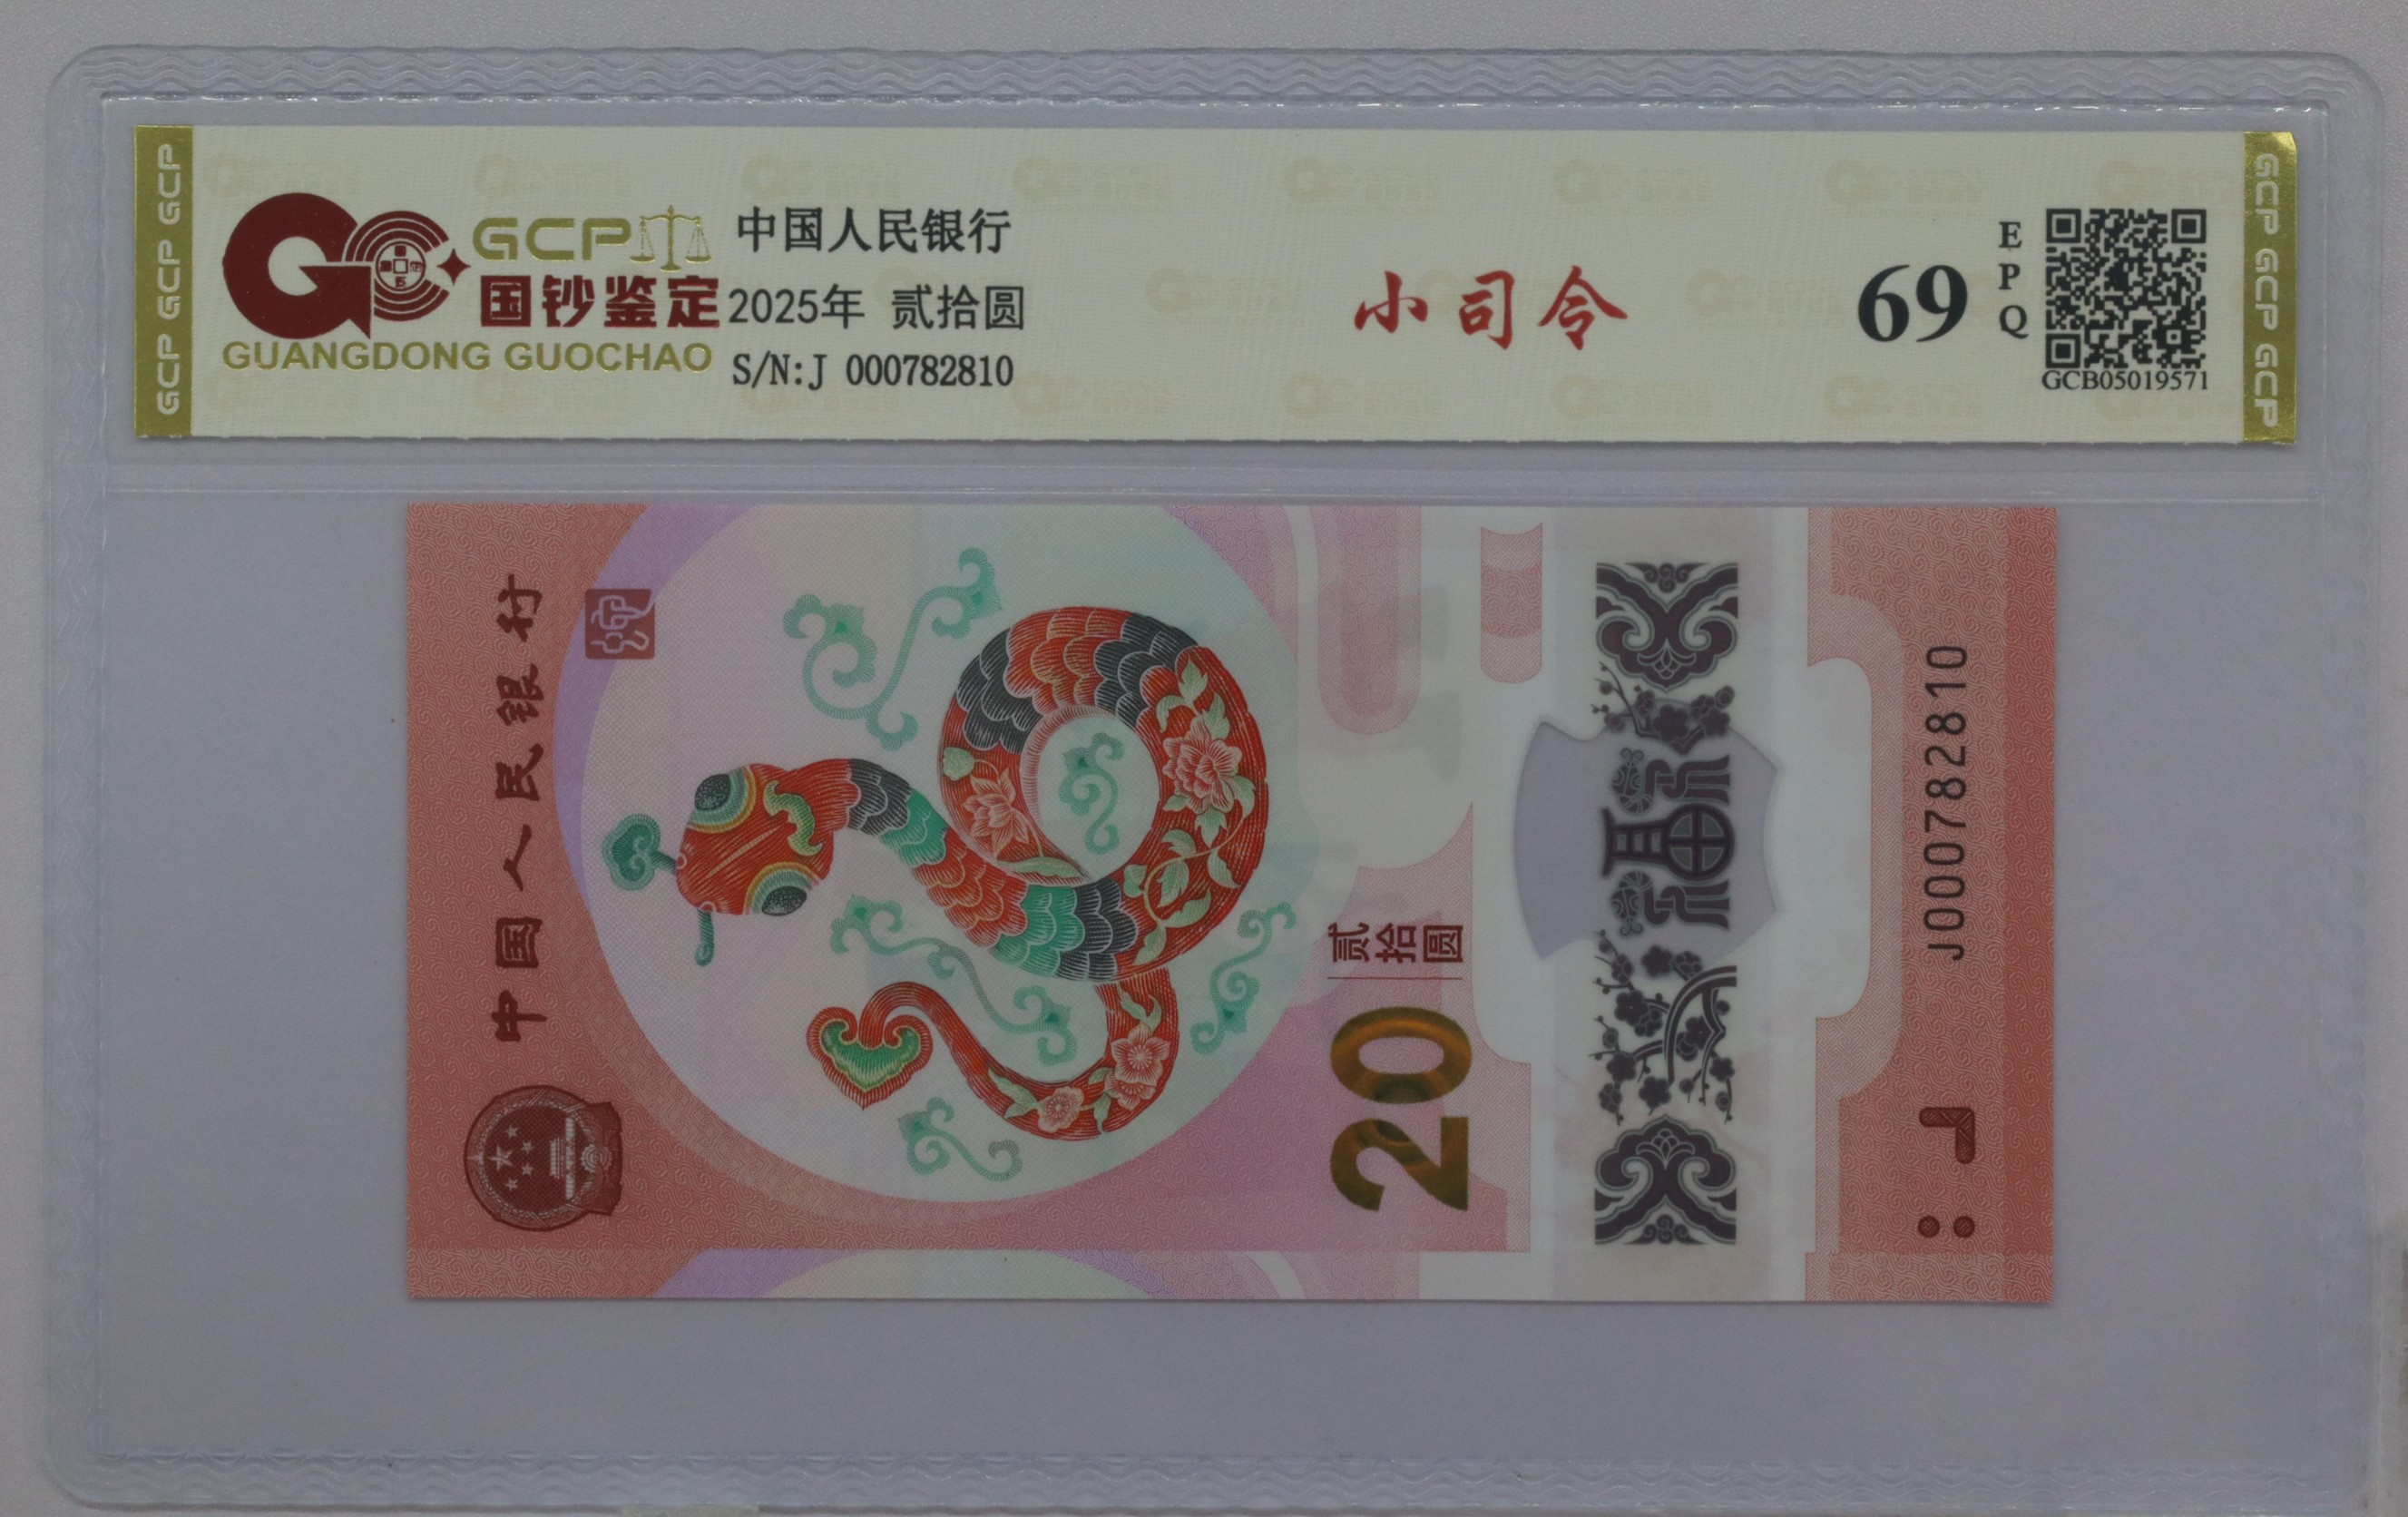 GCP GCP GCP
GCP
国钞鉴定
GUANGDONG GUOCHAO
中国人民银行
2025年 贰拾圆
S/N:J 000782810
小司令
69
EPQ
GCB05019571
GCP GCP GCP
中国人民银行
贰拾圆
20
福
J000782810